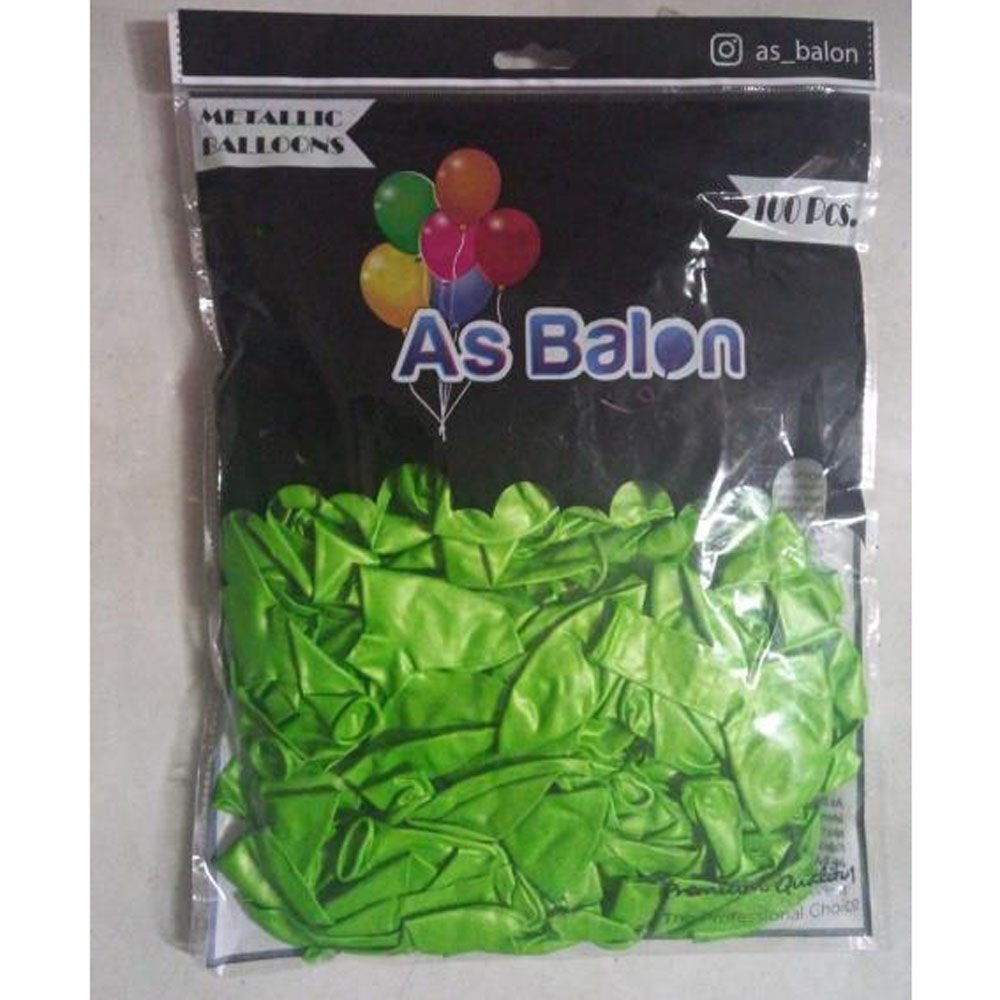 as_balon
METALLIC
BALLOONS
100 Pcs.
As Balon
Premium Quality
The Professional Choice